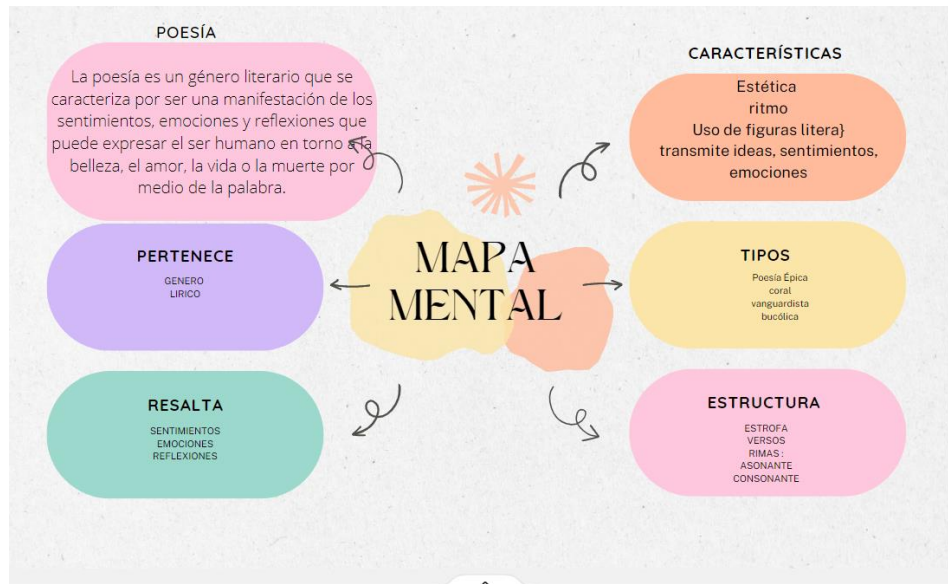 POESÍA
La poesía es un género literario que se
caracteriza por ser una manifestación de los
sentimientos, emociones y reflexiones que
puede expresar el ser humano en torno a la
belleza, el amor, la vida o la muerte por
medio de la palabra.
PERTENECE
GENERO
LIRICO
RESALTA
SENTIMIENTOS
EMOCIONES
REFLEXIONES
MAPA
MENTAL
CARACTERÍSTICAS
Estética
ritmo
Uso de figuras litera}
transmite ideas, sentimientos,
emociones
TIPOS
Poesía Épica
coral
vanguardista
bucólica
ESTRUCTURA
ESTROFA
VERSOS
RIMAS :
ASONANTE
CONSONANTE